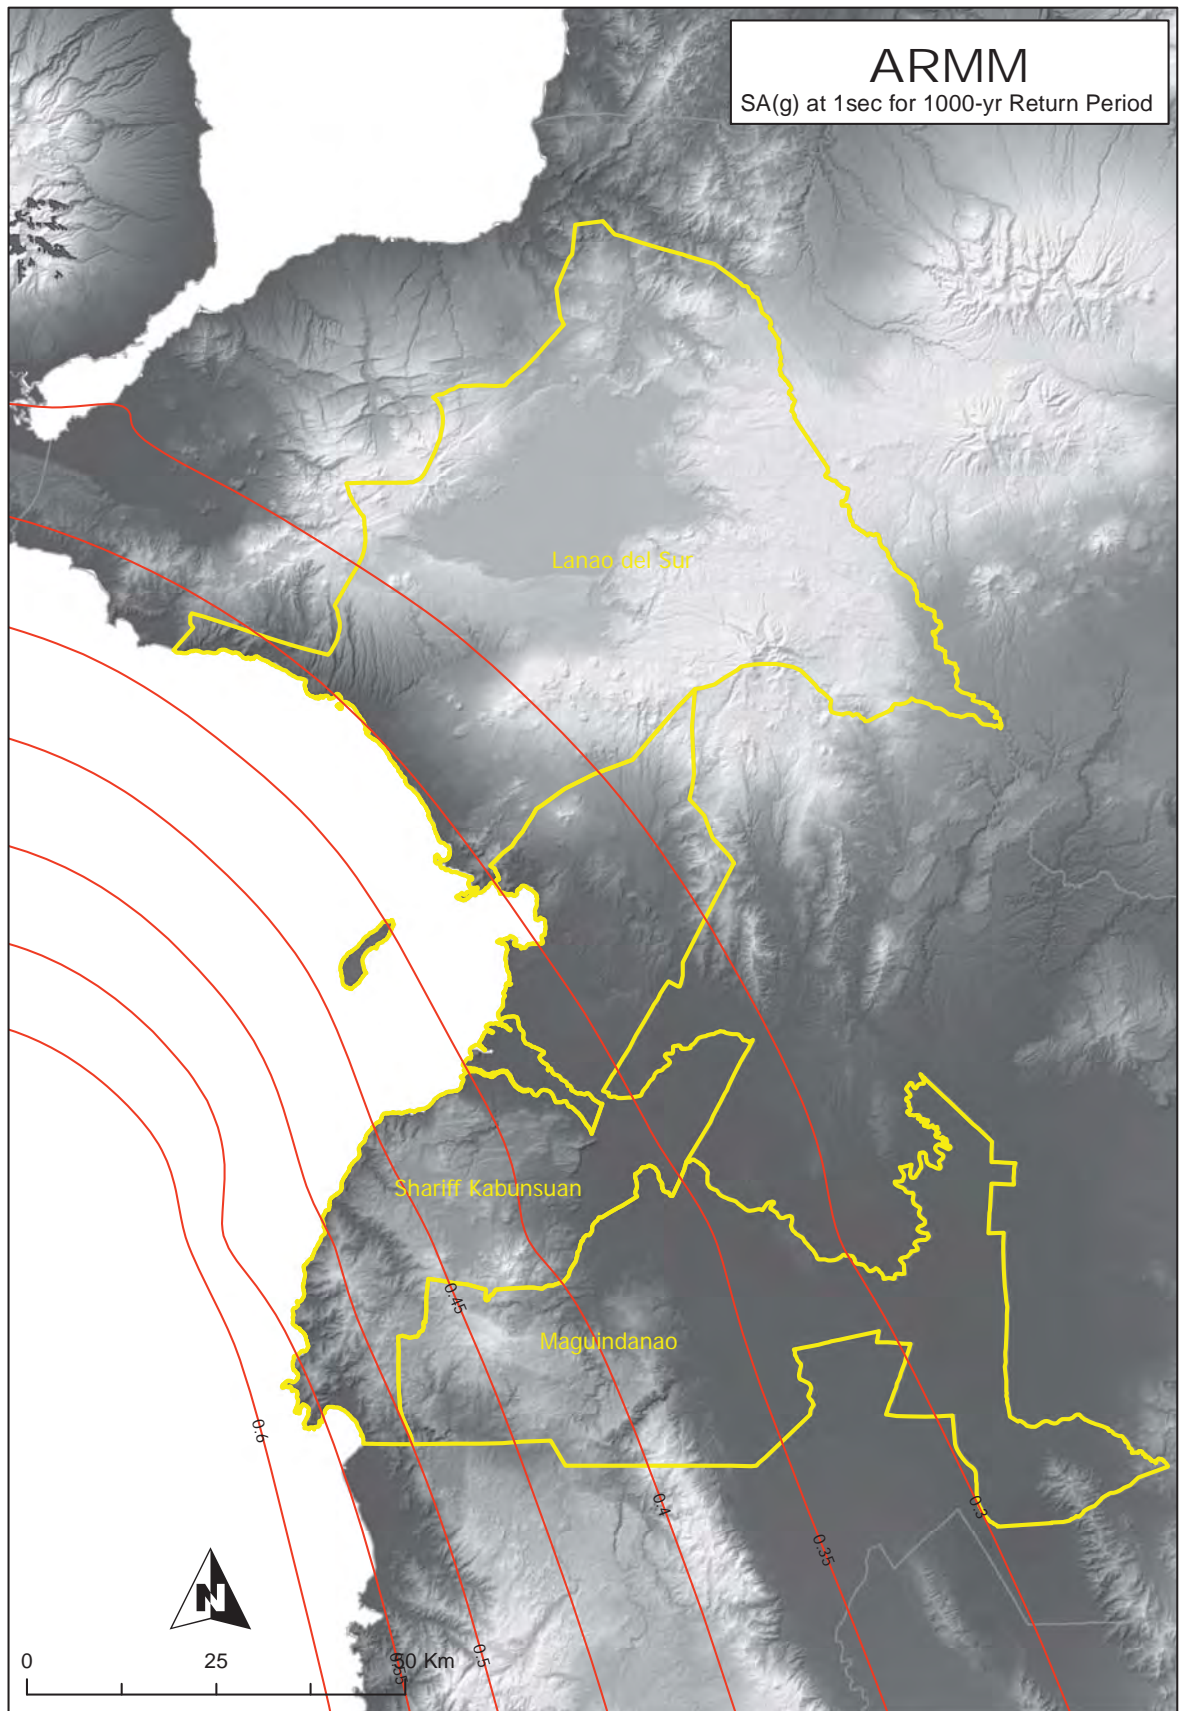 ARMM
SA(g) at 1sec for 1000-yr Return Period
Lanao del Sur
Shariff Kabunsuan
0.45
Maguindanao
0.6
0.4
0.3
0.35
N
0.5
0.55
0 25 50 Km